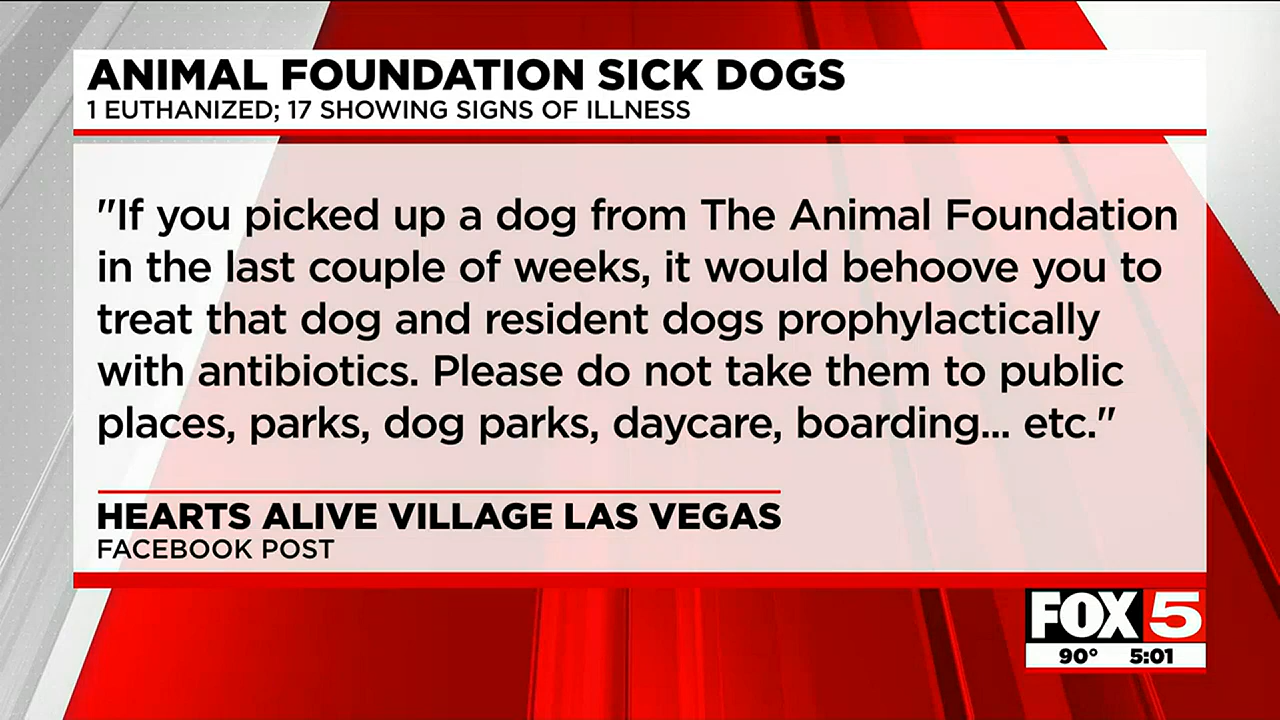 ANIMAL FOUNDATION SICK DOGS
1 EUTHANIZED; 17 SHOWING SIGNS OF ILLNESS
"If you picked up a dog from The Animal Foundation
in the last couple of weeks, it would behoove you to
treat that dog and resident dogs prophylactically
with antibiotics. Please do not take them to public
places, parks, dog parks, daycare, boarding... etc."
HEARTS ALIVE VILLAGE LAS VEGAS
FACEBOOK POST
FOX 5
90° 5:01